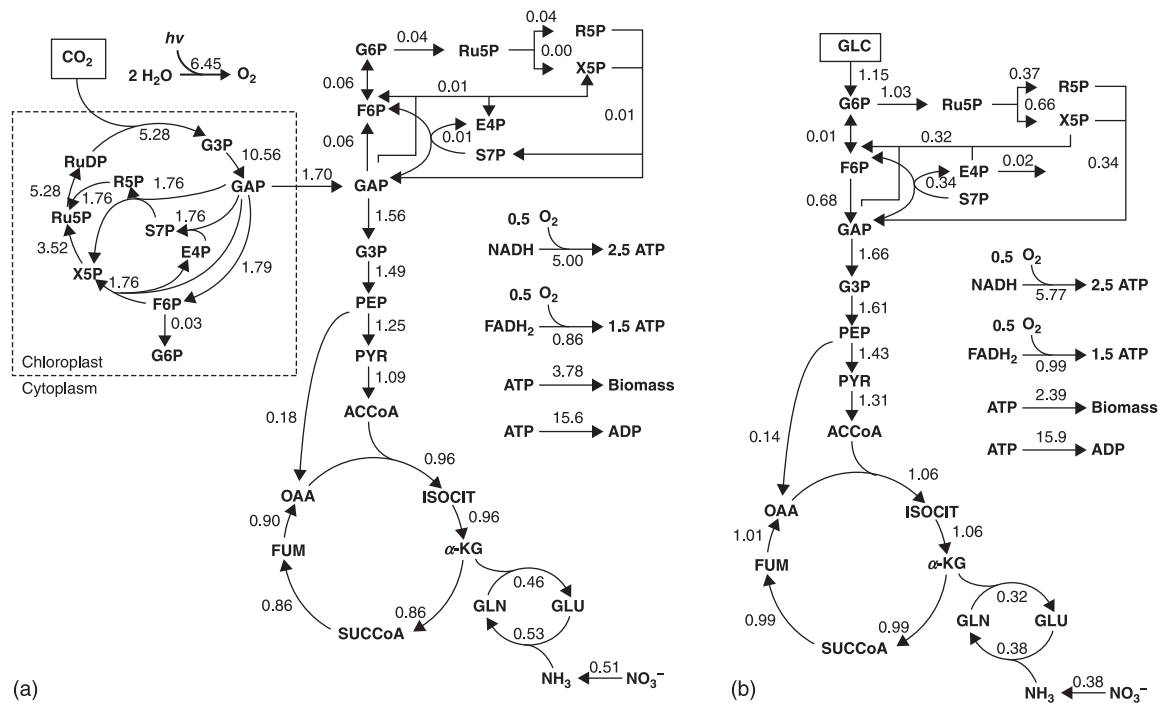 CO2
hv
6.45
2 H2O
O2
5.28
G3P
10.56
RuDP
GAP
1.70
R5P
1.76
5.28
1.76
Ru5P
S7P
1.76
3.52
E4P
X5P
1.76
1.79
F6P
0.03
G6P
Chloroplast
Cytoplasm
G6P
0.04
Ru5P
0.04
0.00
R5P
X5P
0.06
0.01
F6P
E4P
0.01
0.01
0.06
S7P
GAP
1.56
G3P
1.49
PEP
1.25
PYR
1.09
ACCoA
0.18
0.96
OAA
ISOCIT
0.90
0.96
FUM
α-KG
0.86
0.86
SUCCoA
0.46
GLN
GLU
0.53
NH3
0.51
NO3−
0.5 O2
NADH
5.00
2.5 ATP
0.5 O2
FADH2
0.86
1.5 ATP
ATP
3.78
Biomass
ATP
15.6
ADP
(a)
GLC
1.15
G6P
1.03
Ru5P
0.37
0.66
R5P
X5P
0.01
0.32
F6P
E4P
0.02
0.34
0.34
S7P
0.68
GAP
1.66
G3P
1.61
PEP
1.43
PYR
1.31
ACCoA
0.14
1.06
OAA
ISOCIT
1.01
1.06
FUM
α-KG
0.99
0.99
SUCCoA
0.32
GLN
GLU
0.38
NH3
0.38
NO3−
0.5 O2
NADH
5.77
2.5 ATP
0.5 O2
FADH2
0.99
1.5 ATP
ATP
2.39
Biomass
ATP
15.9
ADP
(b)